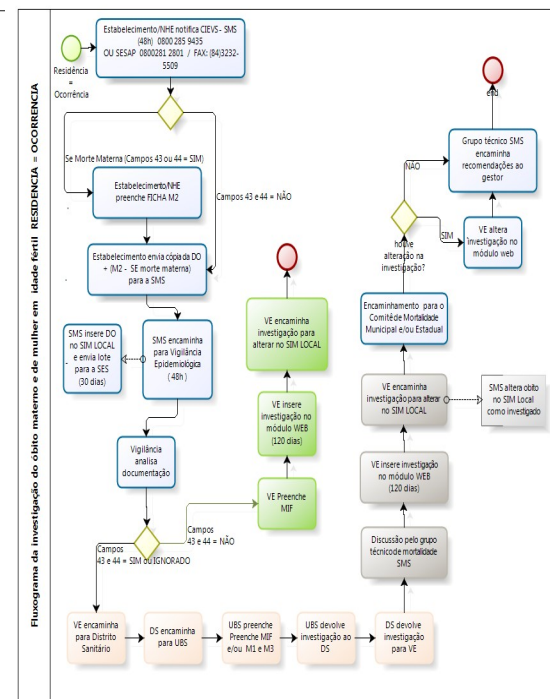 Fluxograma da investigação do óbito materno e de mulher em idade fértil RESIDENCIA = OCORRENCIA
Estabelecimento/NHE notifica CIEVS - SMS
(48h) 0800 285 9435
OU SESAP 0800281 2801 / FAX: (84)3232-
5509
Residência
=
Ocorrência
Se Morte Materna (Campos 43 ou 44 = SIM)
Campos 43 e 44 = NÃO
Estabelecimento/NHE
preenche FICHA M2
Estabelecimento envia cópia da DO
+ (M2 - SE morte materna)
para a SMS
SMS insere DO
no SIM LOCAL
e envia lote
para a SES
(30 dias)
SMS encaminha
para Vigilância
Epidemiológica
( 48h )
Vigilância
analisa
documentação
Campos
43 e 44 = SIM ou IGNORADO
Campos
43 e 44 = NÃO
VE Preenche
MIF
VE insere
investigação no
módulo WEB
(120 dias)
VE encaminha
investigação para
alterar no SIM LOCAL
VE encaminha
para Distrito
Sanitário
DS encaminha
para UBS
UBS preenche
Preenche MIF
e/ou M1 e M3
UBS devolve
investigação ao
DS
DS devolve
investigação
para VE
Discussão pelo grupo
técnico de mortalidade
SMS
VE insere investigação
no módulo WEB
(120 dias)
VE encaminha
investigação para alterar
no SIM LOCAL
SMS altera obito
no SIM Local
como investigado
Encaminhamento para o
Comitê de Mortalidade
Municipal e/ou Estadual
houve
alteração na
investigação?
NÃO
SIM
VE altera
investigação no
módulo web
Grupo técnico SMS
encaminha
recomendações ao
gestor
end